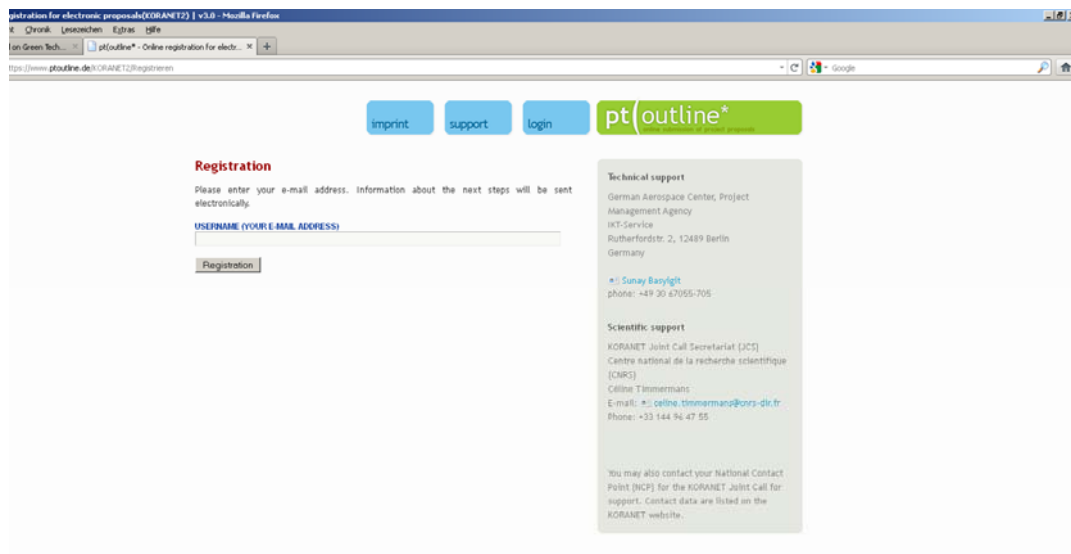 gistration for electronic proposals(KORANET2) | v3.0 - Mozilla Firefox
Chronik Lesezeichen Extras Hilfe
on Green Tech... pt(outline* - Online registration for electr...
ttps://www.ptoutline.de/KORANET2/Registrieren
Google
imprint
support
login
pt(outline*
online submission of project proposals
Registration
Please enter your e-mail address. Information about the next steps will be sent
electronically.
USERNAME (YOUR E-MAIL ADDRESS)
Registration
Technical support
German Aerospace Center, Project
Management Agency
IKT-Service
Rutherfordstr. 2, 12489 Berlin
Germany
Sunay Basyigit
phone: +49 30 67055-705
Scientific support
KORANET Joint Call Secretariat (JCS)
Centre national de la recherche scientifique
(CNRS)
Céline Timmermans
E-mail: celine.timmermans@cnrs-dir.fr
Phone: +33 144 96 47 55
You may also contact your National Contact
Point (NCP) for the KORANET Joint Call for
support. Contact data are listed on the
KORANET website.